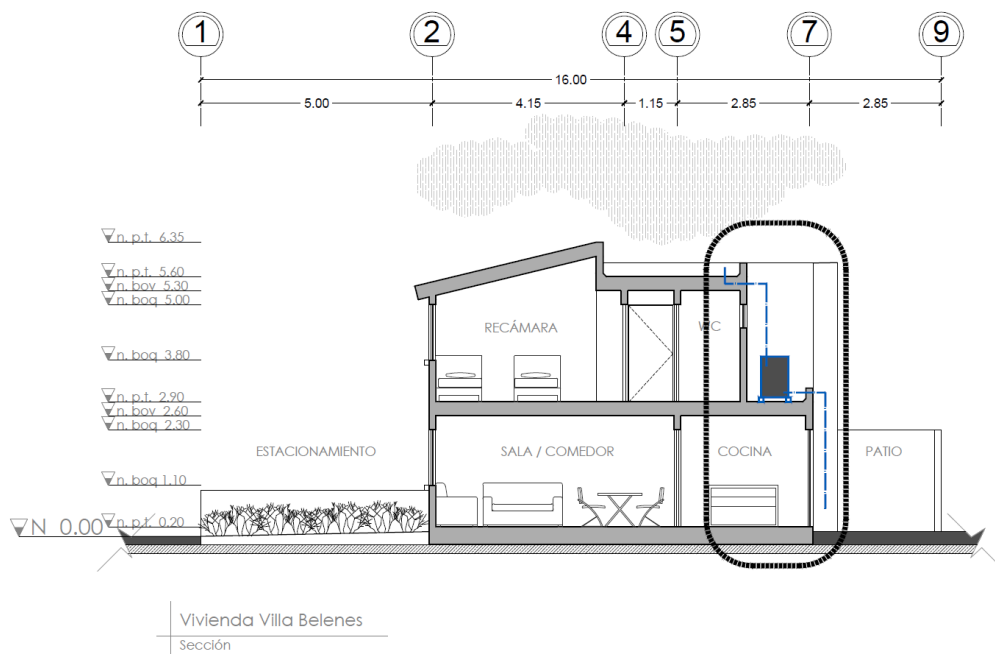 1 2 4 5 7 9
16.00
5.00 4.15 1.15 2.85 2.85
n. p.t. 6.35
n. p.t. 5.60
n. bov 5.30
n. boq 5.00
RECÁMARA WC
n. boq 3.80
n. p.t. 2.90
n. bov 2.60
n. boq 2.30
ESTACIONAMIENTO SALA / COMEDOR COCINA PATIO
n. boq 1.10
n. p.t. 0.20
N 0.00
Vivienda Villa Belenes
Sección